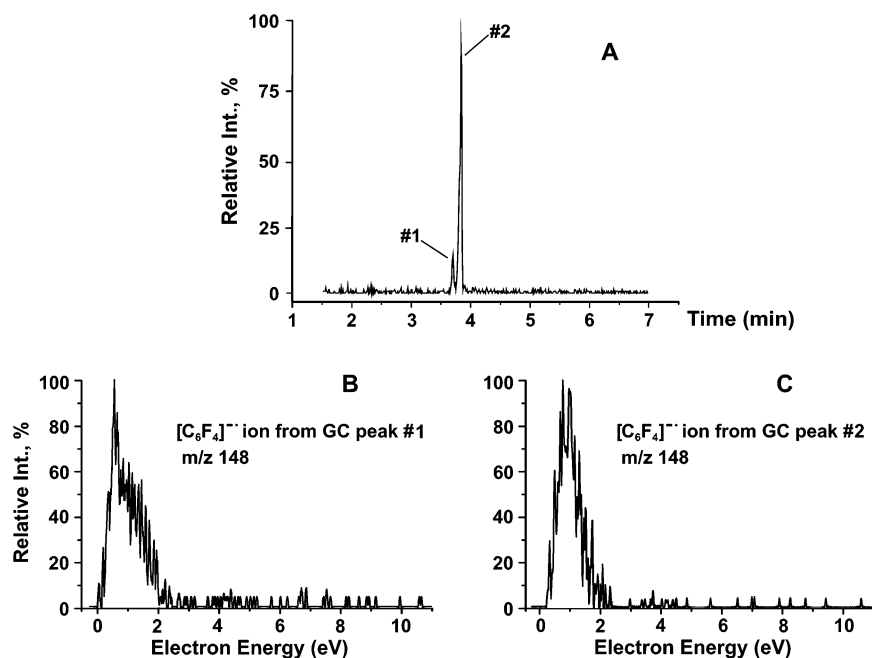 A
Relative Int., %
100
75
50
25
0
#1
#2
1 2 3 4 5 6 7
Time (min)
B
Relative Int., %
100
80
60
40
20
0
[C₆F₄]⁻˙ ion from GC peak #1
m/z 148
0 2 4 6 8 10
Electron Energy (eV)
C
100
80
60
40
20
0
[C₆F₄]⁻˙ ion from GC peak #2
m/z 148
0 2 4 6 8 10
Electron Energy (eV)